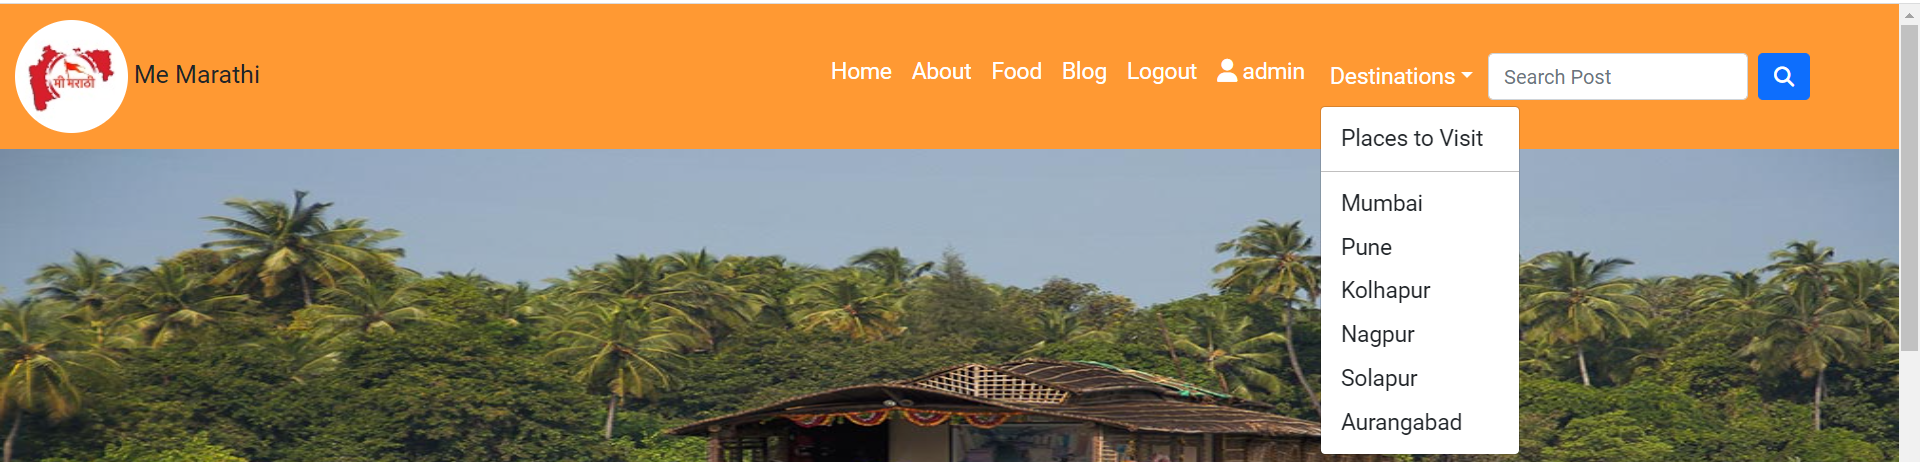 मी मराठी
Me Marathi
Home About Food Blog Logout admin Destinations Search Post
Places to Visit
Mumbai
Pune
Kolhapur
Nagpur
Solapur
Aurangabad